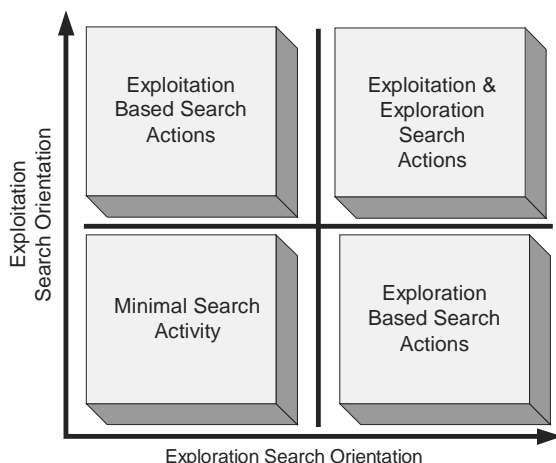 Exploitation
Based Search
Actions
Exploitation &
Exploration
Search
Actions
Exploitation
Search Orientation
Minimal Search
Activity
Exploration
Based Search
Actions
Exploration Search Orientation